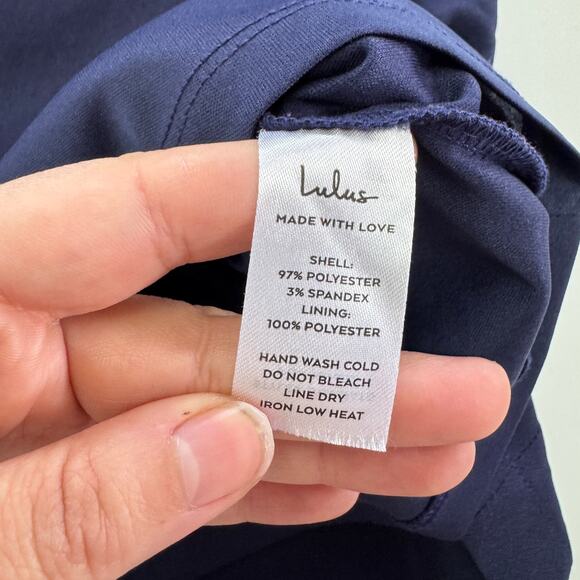 Lulus
MADE WITH LOVE
SHELL:
97% POLYESTER
3% SPANDEX
LINING:
100% POLYESTER
HAND WASH COLD
DO NOT BLEACH
LINE DRY
IRON LOW HEAT